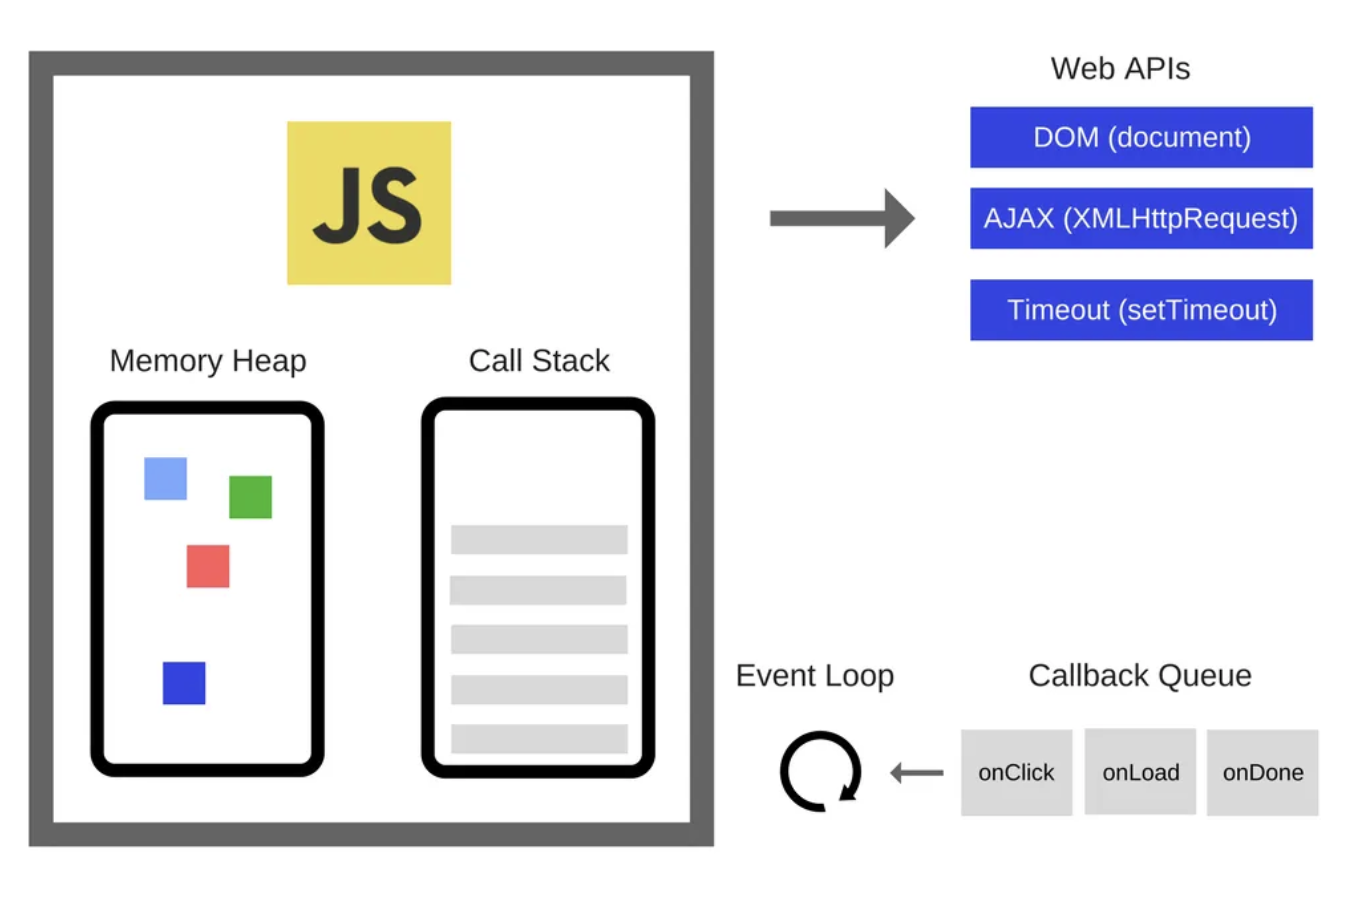 JS
Memory Heap
Call Stack
Web APIs
DOM (document)
AJAX (XMLHttpRequest)
Timeout (setTimeout)
Event Loop
Callback Queue
onClick
onLoad
onDone